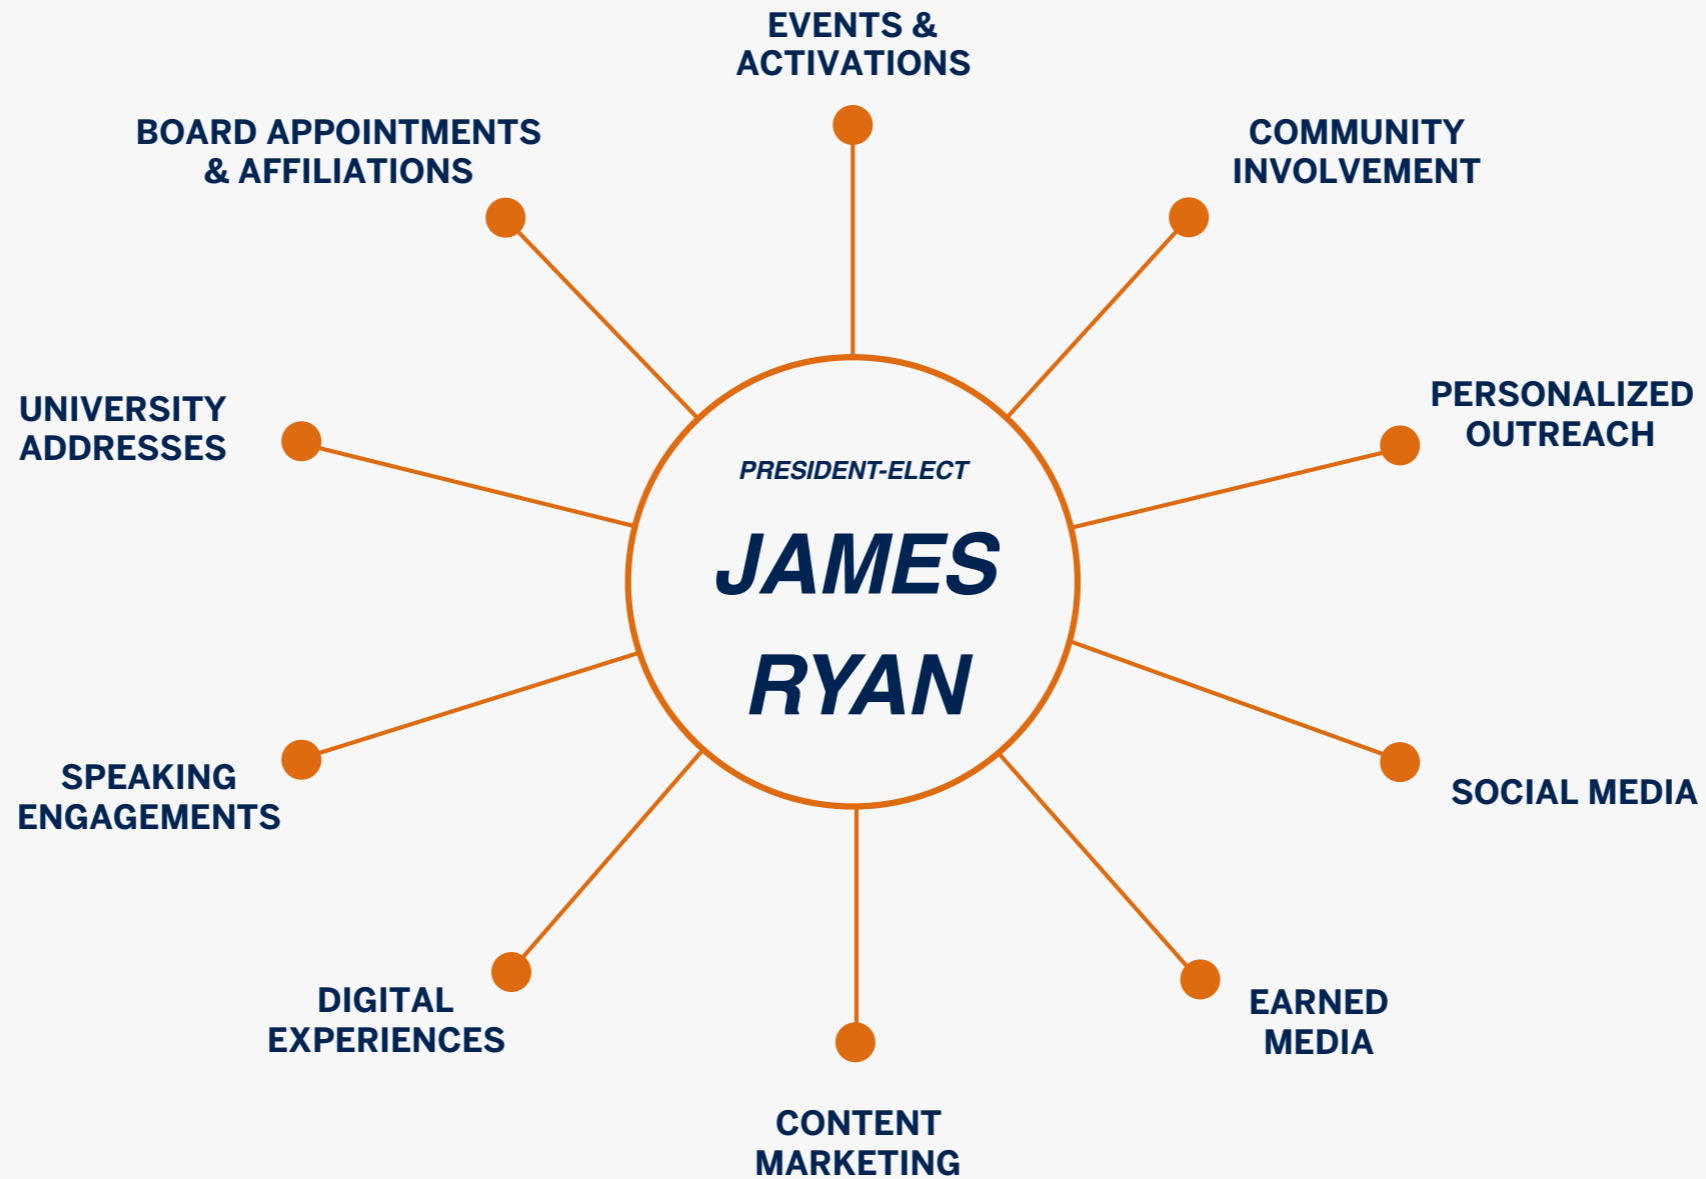 EVENTS &
ACTIVATIONS
BOARD APPOINTMENTS
& AFFILIATIONS
COMMUNITY
INVOLVEMENT
UNIVERSITY
ADDRESSES
PERSONALIZED
OUTREACH
PRESIDENT-ELECT
JAMES
RYAN
SPEAKING
ENGAGEMENTS
SOCIAL MEDIA
DIGITAL
EXPERIENCES
EARNED
MEDIA
CONTENT
MARKETING